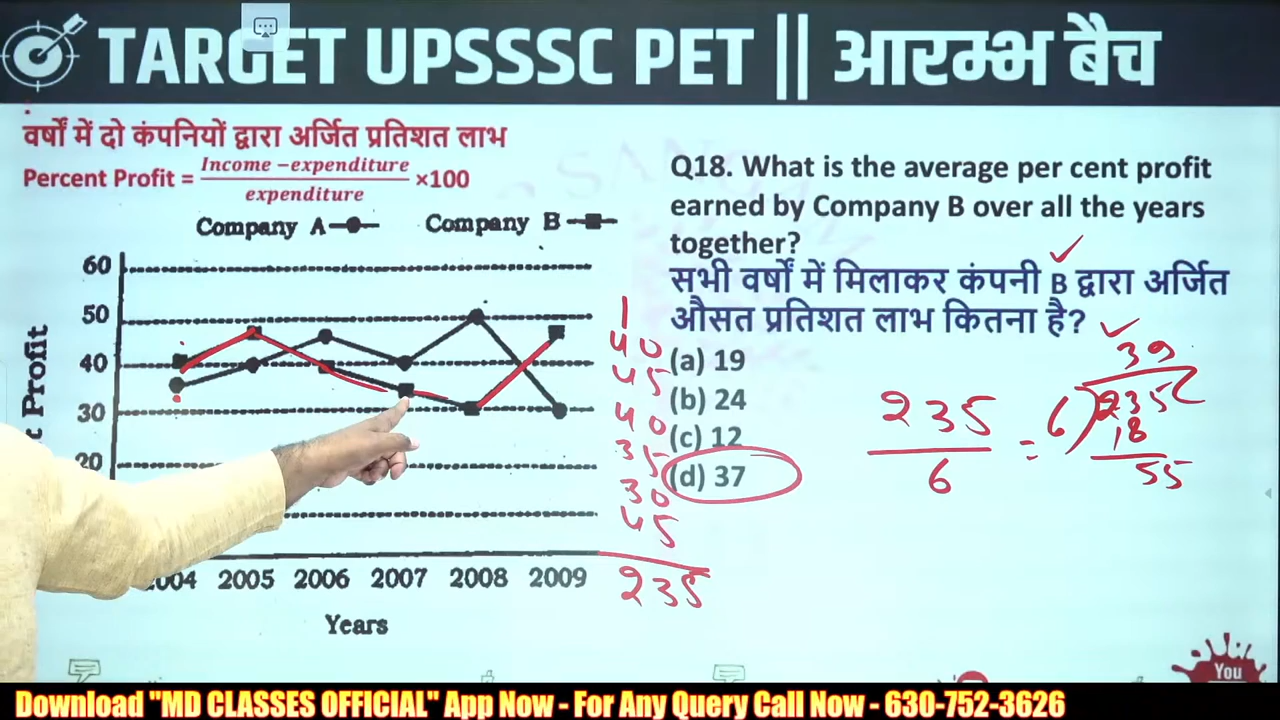 TARGET UPSSSC PET || आरम्भ बैच
वर्षों में दो कंपनियों द्वारा अर्जित प्रतिशत लाभ
Percent Profit = Income −expenditure / expenditure ×100
Company A
Company B
60
50
40
30
20
Profit
2004 2005 2006 2007 2008 2009
Years
40
45
40
35
30
45
235
Q18. What is the average per cent profit
earned by Company B over all the years
together?
सभी वर्षों में मिलाकर कंपनी B द्वारा अर्जित
औसत प्रतिशत लाभ कितना है?
(a) 19
(b) 24
(c) 12
(d) 37
235
6
=
39
6) 235
18
55
You
Download "MD CLASSES OFFICIAL" App Now - For Any Query Call Now - 630-752-3626